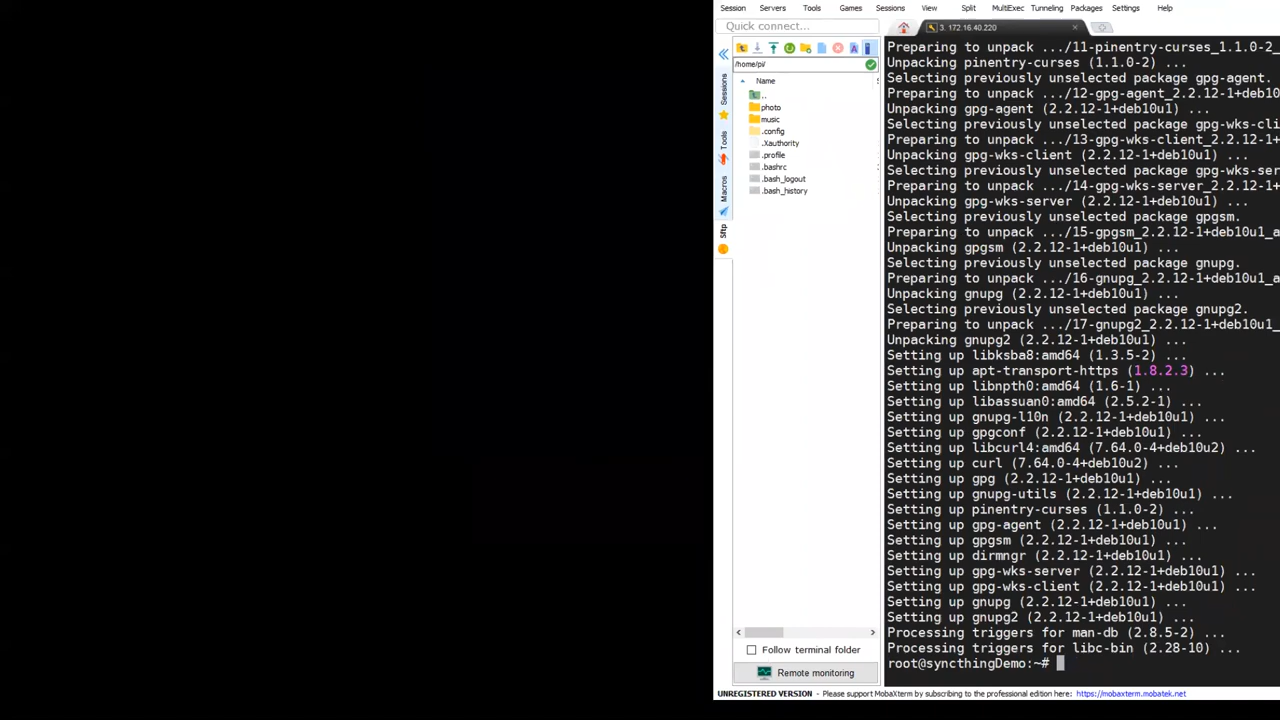 Session Servers Tools Games Sessions View Split MultiExec Tunneling Packages Settings Help
Quick connect...
3. 172.16.40.220
/home/pi/
Name
..
photo
music
.config
.Xauthority
.profile
.bashrc
.bash_logout
.bash_history
Sessions
Tools
Macros
Sftp
Follow terminal folder
Remote monitoring
Preparing to unpack .../11-pinentry-curses_1.1.0-2_
Unpacking pinentry-curses (1.1.0-2) ...
Selecting previously unselected package gpg-agent.
Preparing to unpack .../12-gpg-agent_2.2.12-1+deb10
Unpacking gpg-agent (2.2.12-1+deb10u1) ...
Selecting previously unselected package gpg-wks-cli
Preparing to unpack .../13-gpg-wks-client_2.2.12-1+
Unpacking gpg-wks-client (2.2.12-1+deb10u1) ...
Selecting previously unselected package gpg-wks-ser
Preparing to unpack .../14-gpg-wks-server_2.2.12-1+
Unpacking gpg-wks-server (2.2.12-1+deb10u1) ...
Selecting previously unselected package gpgsm.
Preparing to unpack .../15-gpgsm_2.2.12-1+deb10u1_a
Unpacking gpgsm (2.2.12-1+deb10u1) ...
Selecting previously unselected package gnupg.
Preparing to unpack .../16-gnupg_2.2.12-1+deb10u1_a
Unpacking gnupg (2.2.12-1+deb10u1) ...
Selecting previously unselected package gnupg2.
Preparing to unpack .../17-gnupg2_2.2.12-1+deb10u1_
Unpacking gnupg2 (2.2.12-1+deb10u1) ...
Setting up libksba8:amd64 (1.3.5-2) ...
Setting up apt-transport-https (1.8.2.3) ...
Setting up libnpth0:amd64 (1.6-1) ...
Setting up libassuan0:amd64 (2.5.2-1) ...
Setting up gnupg-l10n (2.2.12-1+deb10u1) ...
Setting up gpgconf (2.2.12-1+deb10u1) ...
Setting up libcurl4:amd64 (7.64.0-4+deb10u2) ...
Setting up curl (7.64.0-4+deb10u2) ...
Setting up gpg (2.2.12-1+deb10u1) ...
Setting up gnupg-utils (2.2.12-1+deb10u1) ...
Setting up pinentry-curses (1.1.0-2) ...
Setting up gpg-agent (2.2.12-1+deb10u1) ...
Setting up gpgsm (2.2.12-1+deb10u1) ...
Setting up dirmngr (2.2.12-1+deb10u1) ...
Setting up gpg-wks-server (2.2.12-1+deb10u1) ...
Setting up gpg-wks-client (2.2.12-1+deb10u1) ...
Setting up gnupg (2.2.12-1+deb10u1) ...
Setting up gnupg2 (2.2.12-1+deb10u1) ...
Processing triggers for man-db (2.8.5-2) ...
Processing triggers for libc-bin (2.28-10) ...
root@syncthingDemo:~#
UNREGISTERED VERSION - Please support MobaXterm by subscribing to the professional edition here: https://mobaxterm.mobatek.net